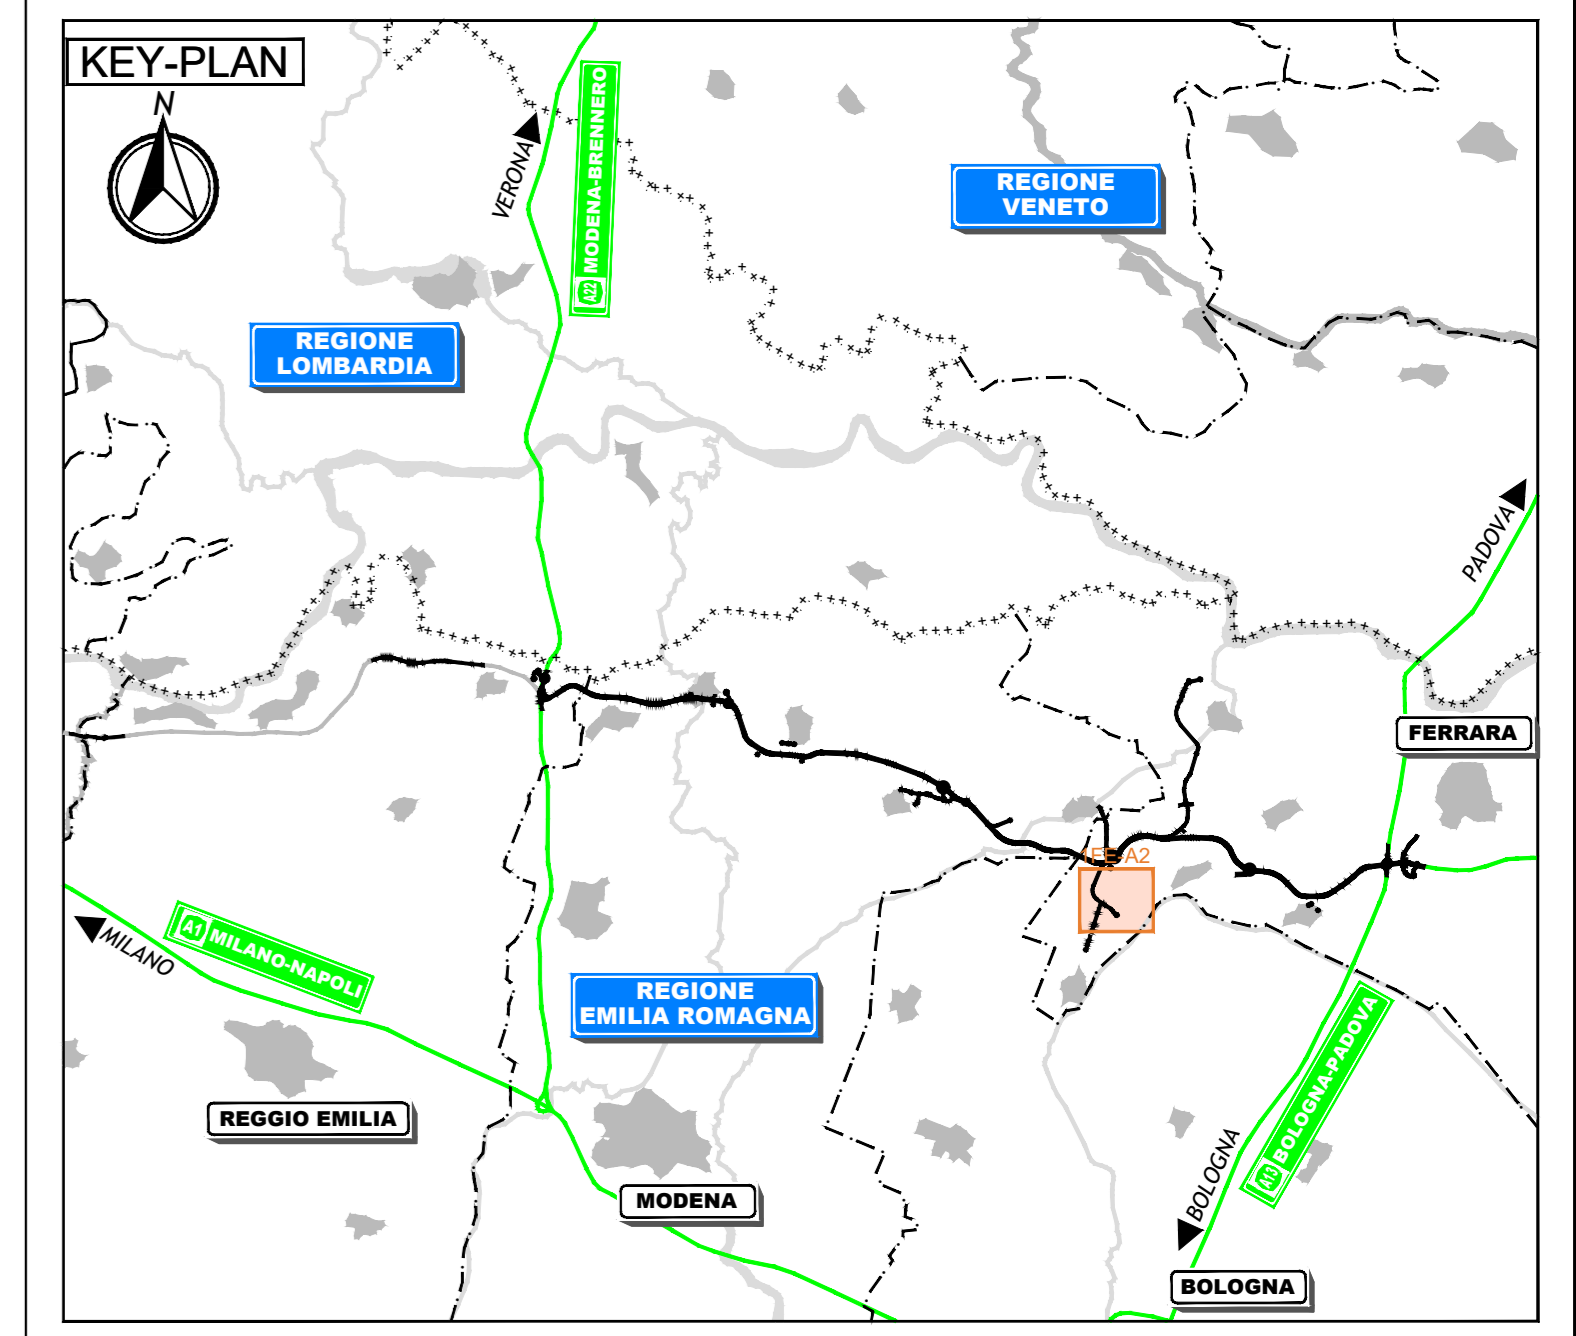 KEY-PLAN
N
VERONA
A22 MODENA-BRENNERO
REGIONE
VENETO
REGIONE
LOMBARDIA
PADOVA
FERRARA
1FE-A2
MILANO
A1 MILANO-NAPOLI
REGIONE
EMILIA ROMAGNA
REGGIO EMILIA
MODENA
A13 BOLOGNA-PADOVA
BOLOGNA
BOLOGNA